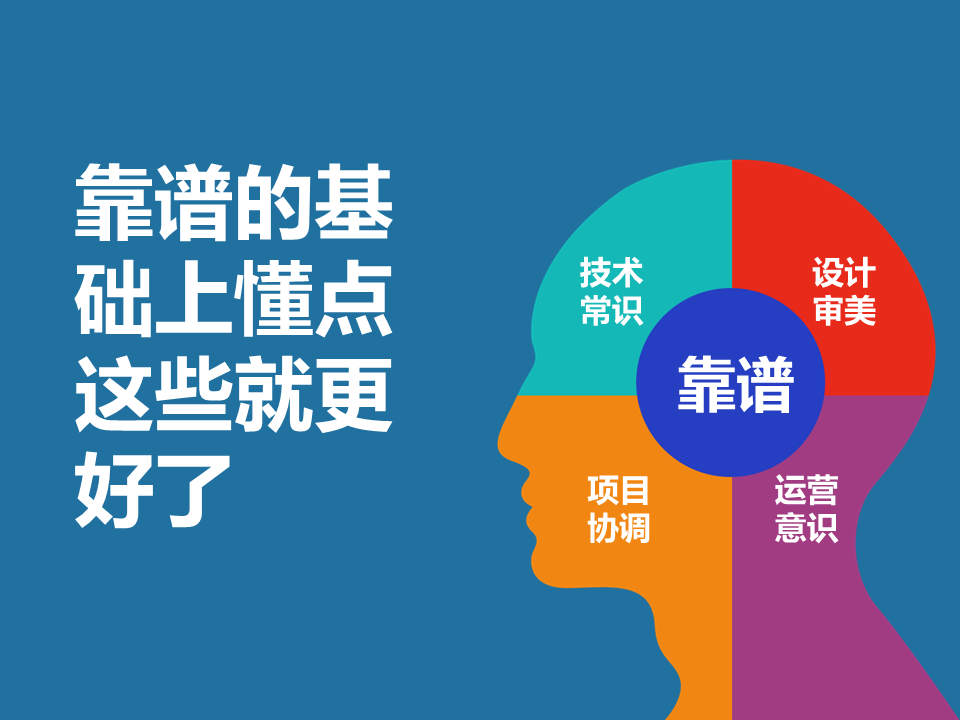 靠谱的基
础上懂点
这些就更
好了
技术
常识
设计
审美
靠谱
项目
协调
运营
意识